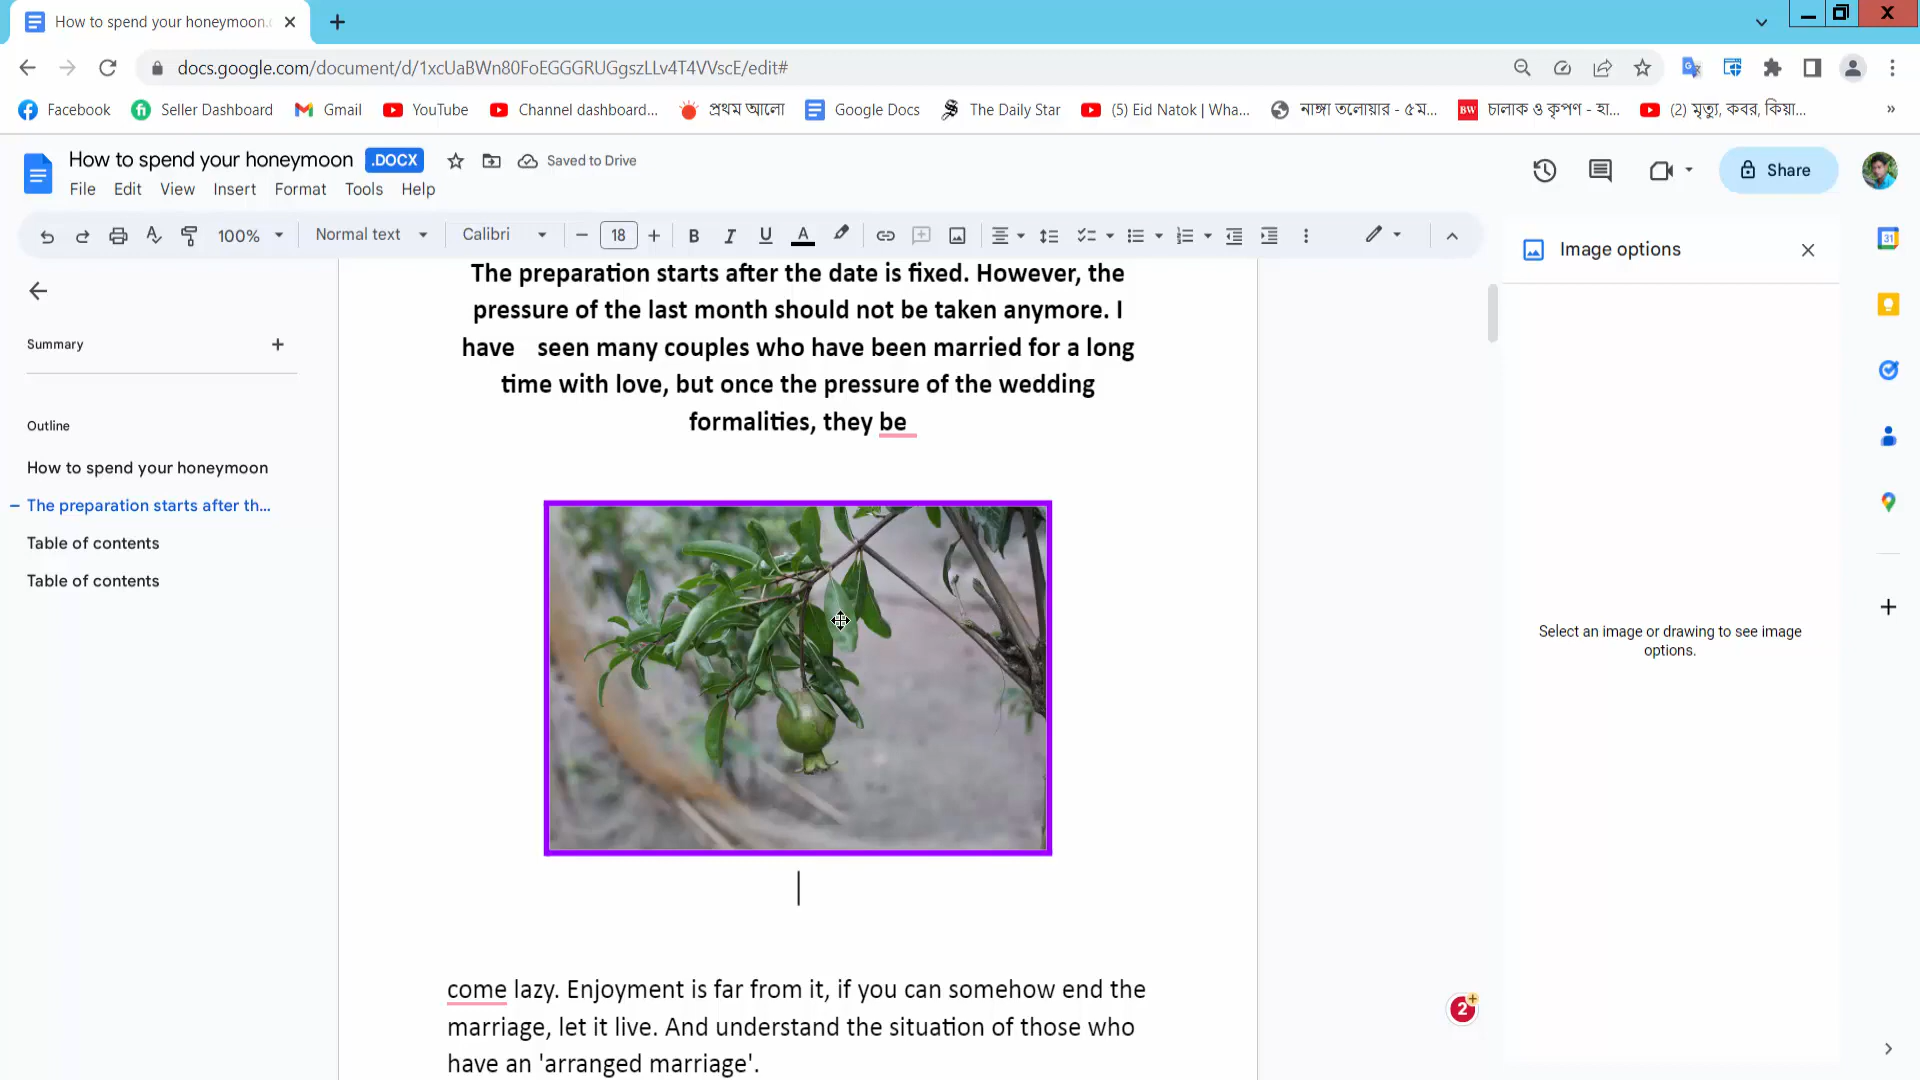 How to spend your honeymoon.
docs.google.com/document/d/1xcUaBWn80FoEGGGRUGgszLLv4T4VVscE/edit#
Facebook
Seller Dashboard
Gmail
YouTube
Channel dashboard...
প্রথম আলো
Google Docs
The Daily Star
(5) Eid Natok | Wha...
নাঙ্গা তলোয়ার - ৫ম...
BW
চালাক ও কৃপণ - হা...
(2) মৃত্যু, কবর, কিয়া...
»
How to spend your honeymoon
.DOCX
Saved to Drive
File Edit View Insert Format Tools Help
Share
100%
Normal text
Calibri
18
B I U A
Image options
31
Summary
Outline
How to spend your honeymoon
The preparation starts after th...
Table of contents
Table of contents
The preparation starts after the date is fixed. However, the
pressure of the last month should not be taken anymore. I
have seen many couples who have been married for a long
time with love, but once the pressure of the wedding
formalities, they be
come lazy. Enjoyment is far from it, if you can somehow end the
marriage, let it live. And understand the situation of those who
have an 'arranged marriage'.
Select an image or drawing to see image
options.
2